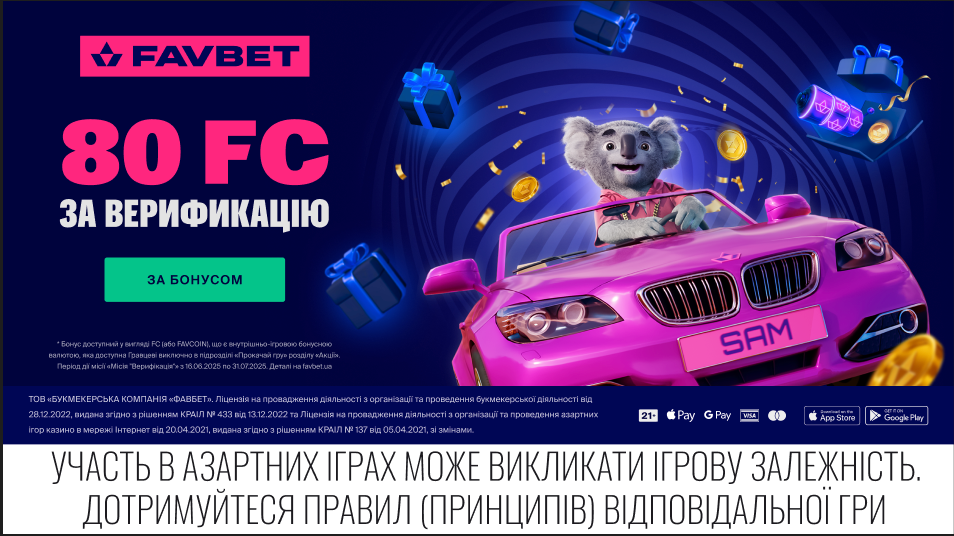 FAVBET
80 FC
ЗА ВЕРИФИКАЦІЮ
ЗА БОНУСОМ
* Бонус доступний у вигляді FC (або FAVCOIN), що є внутрішньо-ігровою бонусною
валютою, яка доступна Гравцеві виключно в підрозділі «Прокачай гру» розділу «Акції».
Період дії місії «Місія "Верифікація"» з 16.06.2025 по 31.07.2025. Деталі на favbet.ua
SAM
ТОВ «БУКМЕКЕРСЬКА КОМПАНІЯ «ФАВБЕТ». Ліцензія на провадження діяльності з організації та проведення букмекерської діяльності від
28.12.2022, видана згідно з рішенням КРАІЛ № 433 від 13.12.2022 та Ліцензія на провадження діяльності з організації та проведення азартних
ігор казино в мережі Інтернет від 20.04.2021, видана згідно з рішенням КРАІЛ № 137 від 05.04.2021, зі змінами.
21+ Pay G Pay VISA Download on the App Store GET IT ON Google Play
УЧАСТЬ В АЗАРТНИХ ІГРАХ МОЖЕ ВИКЛИКАТИ ІГРОВУ ЗАЛЕЖНІСТЬ.
ДОТРИМУЙТЕСЯ ПРАВИЛ (ПРИНЦИПІВ) ВІДПОВІДАЛЬНОЇ ГРИ